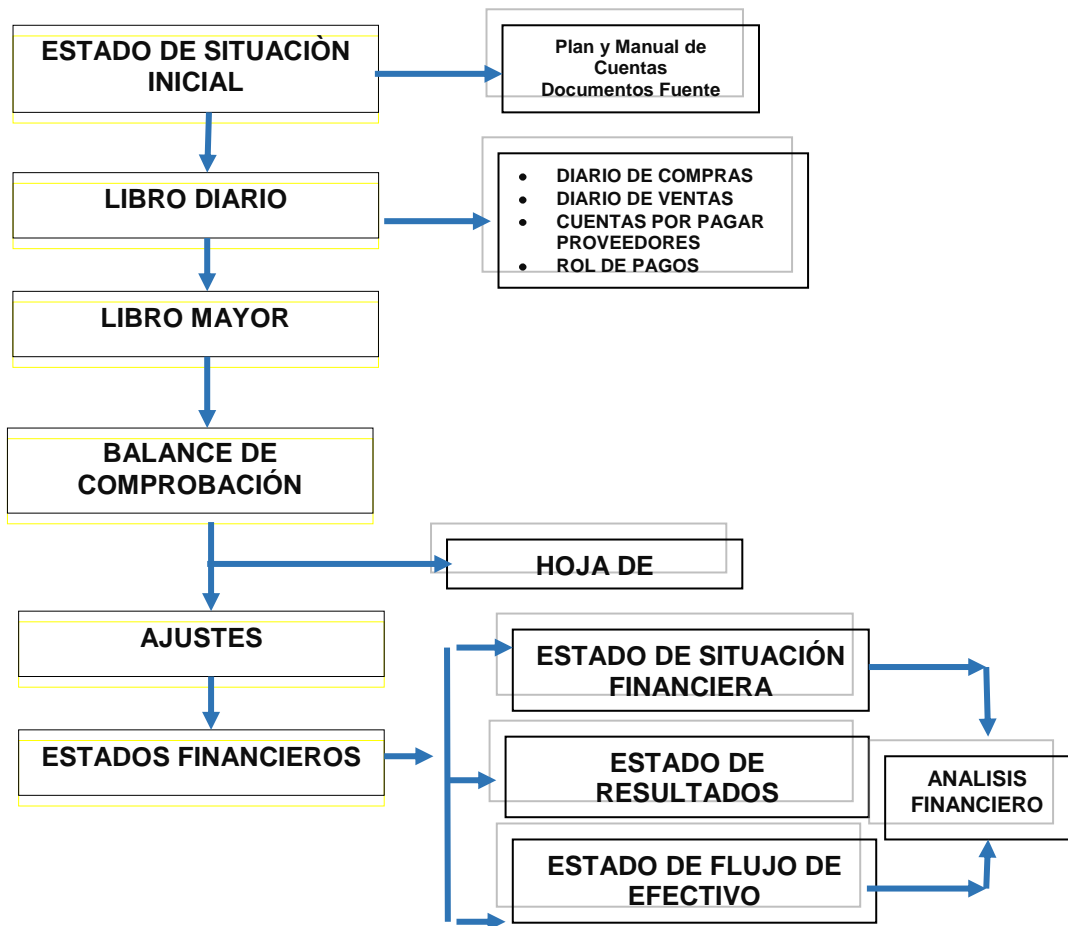 ESTADO DE SITUACIÒN
INICIAL
Plan y Manual de
Cuentas
Documentos Fuente
LIBRO DIARIO
• DIARIO DE COMPRAS
• DIARIO DE VENTAS
• CUENTAS POR PAGAR
PROVEEDORES
• ROL DE PAGOS
LIBRO MAYOR
BALANCE DE
COMPROBACIÓN
HOJA DE
AJUSTES
ESTADOS FINANCIEROS
ESTADO DE SITUACIÓN
FINANCIERA
ESTADO DE
RESULTADOS
ESTADO DE FLUJO DE
EFECTIVO
ANALISIS
FINANCIERO